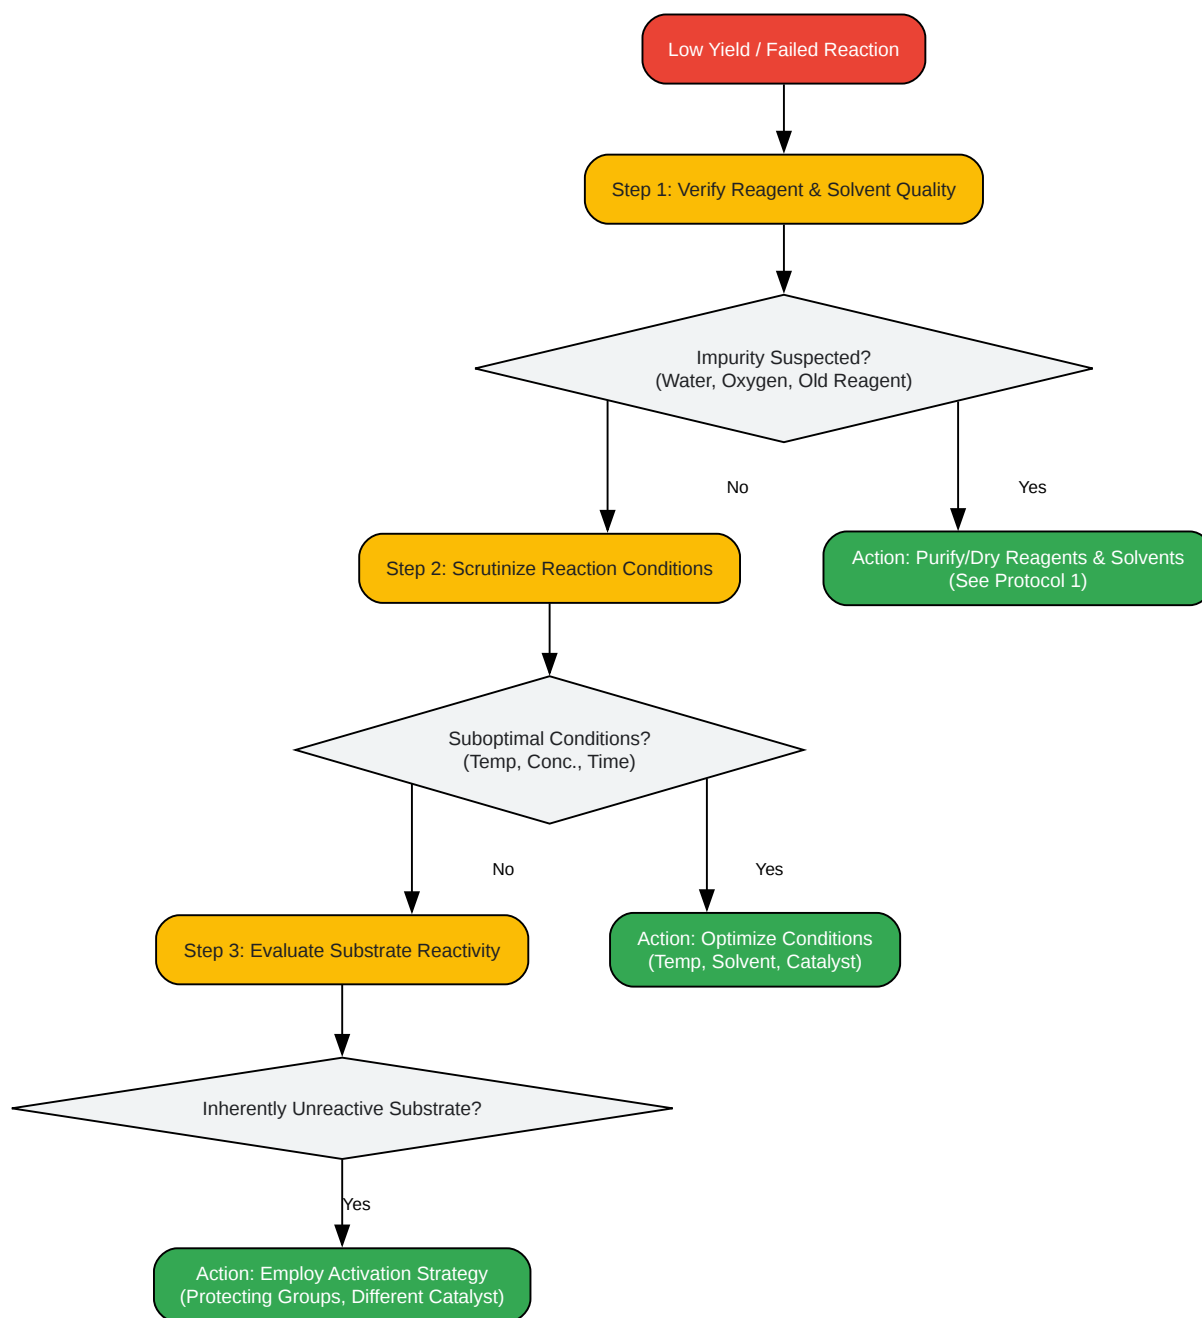 Low Yield / Failed Reaction
Step 1: Verify Reagent & Solvent Quality
Impurity Suspected?
(Water, Oxygen, Old Reagent)
No
Yes
Step 2: Scrutinize Reaction Conditions
Action: Purify/Dry Reagents & Solvents
(See Protocol 1)
Suboptimal Conditions?
(Temp, Conc., Time)
No
Yes
Step 3: Evaluate Substrate Reactivity
Action: Optimize Conditions
(Temp, Solvent, Catalyst)
Inherently Unreactive Substrate?
Yes
Action: Employ Activation Strategy
(Protecting Groups, Different Catalyst)